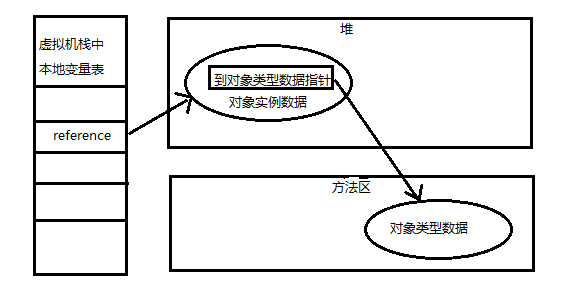 虚拟机栈中
本地变量表
reference
堆
到对象类型数据指针
对象实例数据
方法区
对象类型数据